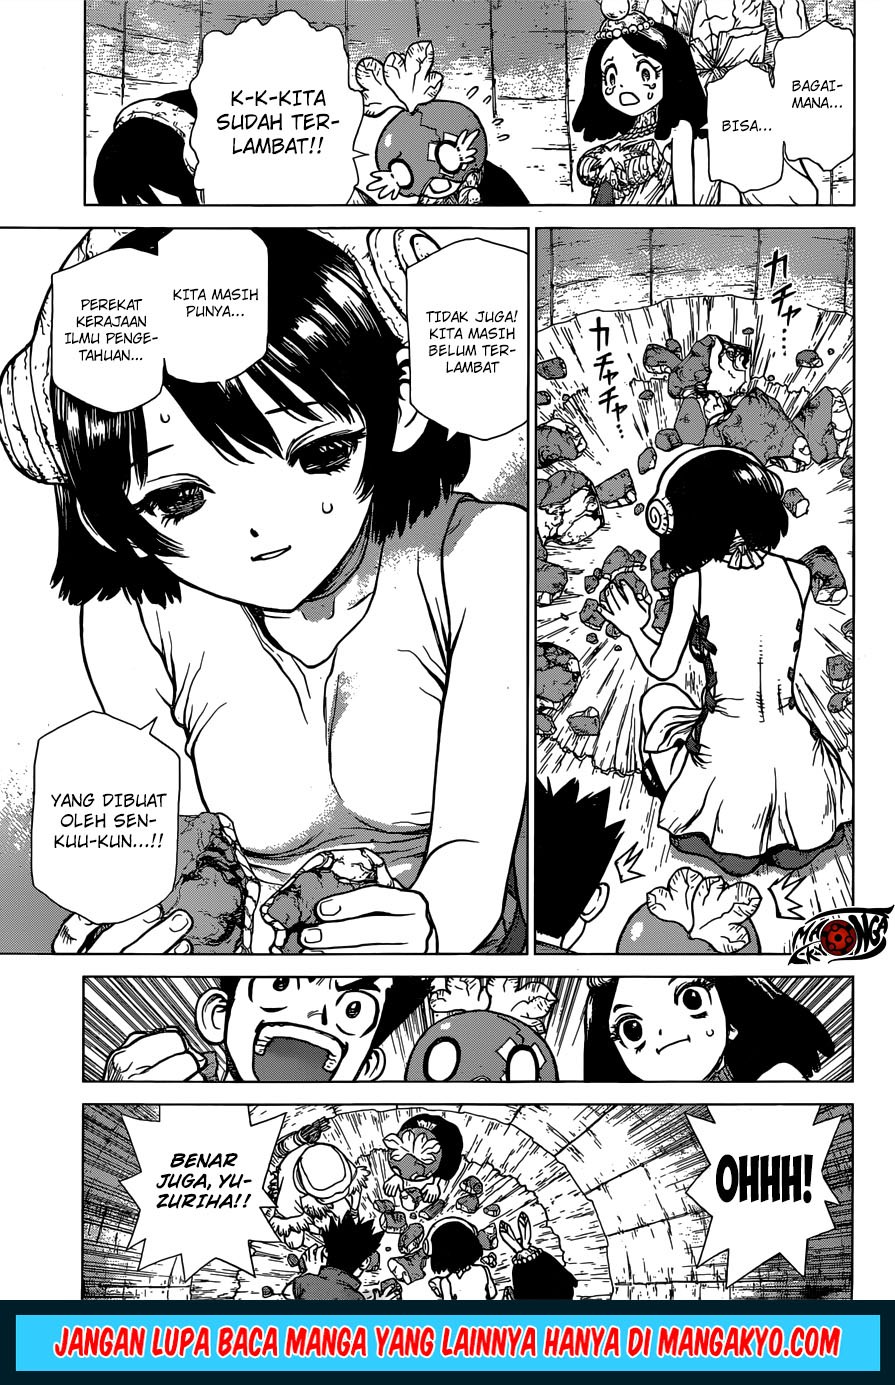 BAGAI-
MANA...
BISA...
K-K-KITA
SUDAH TER-
LAMBAT!!
カチャ…
カチャチャ…
TIDAK JUGA!
KITA MASIH
BELUM TER-
LAMBAT
KITA MASIH
PUNYA...
PEREKAT
KERAJAAN
ILMU PENGE-
TAHUAN...
YANG DIBUAT
OLEH SEN-
KUU-KUN...!!
MANGA
KYO
OHHH!
BENAR
JUGA, YU-
ZURIHA!!
JANGAN LUPA BACA MANGA YANG LAINNYA HANYA DI MANGAKYO.COM